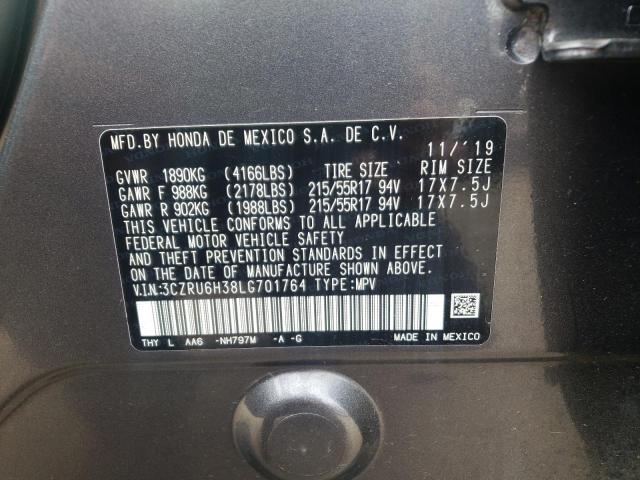 MFD.BY HONDA DE MEXICO S.A. DE C.V.
11/'19
GVWR 1890KG (4166LBS) TIRE SIZE RIM SIZE
GAWR F 988KG (2178LBS) 215/55R17 94V 17X7.5J
GAWR R 902KG (1988LBS) 215/55R17 94V 17X7.5J
THIS VEHICLE CONFORMS TO ALL APPLICABLE
FEDERAL MOTOR VEHICLE SAFETY
AND THEFT PREVENTION STANDARDS IN EFFECT
ON THE DATE OF MANUFACTURE SHOWN ABOVE.
V.I.N:3CZRU6H38LG701764 TYPE:MPV
THY L AA6 -NH797M -A -G
MADE IN MEXICO